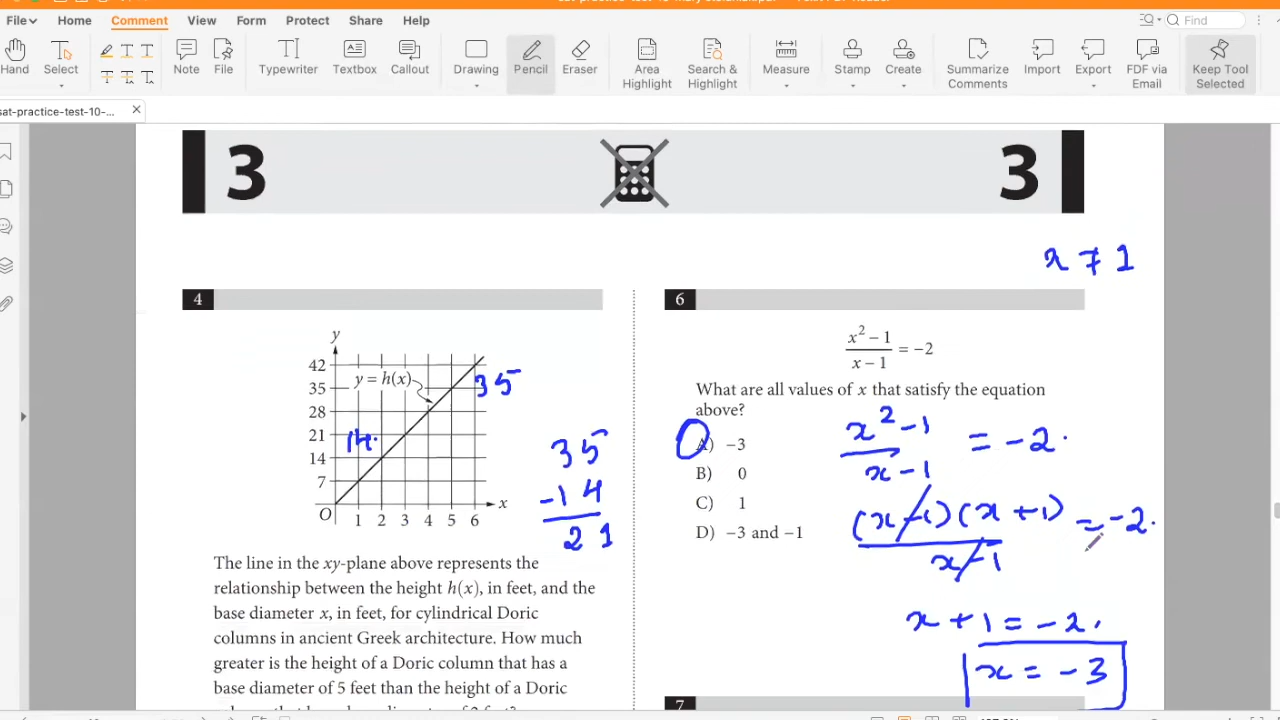 File Home Comment View Form Protect Share Help Find
Hand Select Note File Typewriter Textbox Callout Drawing Pencil Eraser Area Highlight Search & Highlight Measure Stamp Create Summarize Comments Import Export PDF via Email Keep Tool Selected
sat-practice-test-10-...
3 3
x ≠ 1
4
y
42
35
28
21
14
7
O 1 2 3 4 5 6 x
y = h(x)
35
14.
35
-14
21
The line in the xy-plane above represents the
relationship between the height h(x), in feet, and the
base diameter x, in feet, for cylindrical Doric
columns in ancient Greek architecture. How much
greater is the height of a Doric column that has a
base diameter of 5 feet than the height of a Doric
6
x² − 1
x − 1
= −2
What are all values of x that satisfy the equation
above?
A) −3
B) 0
C) 1
D) −3 and −1
x² - 1
x - 1
= -2.
(x-1)(x+1)
x-1
= -2.
x + 1 = -2.
x = -3
7